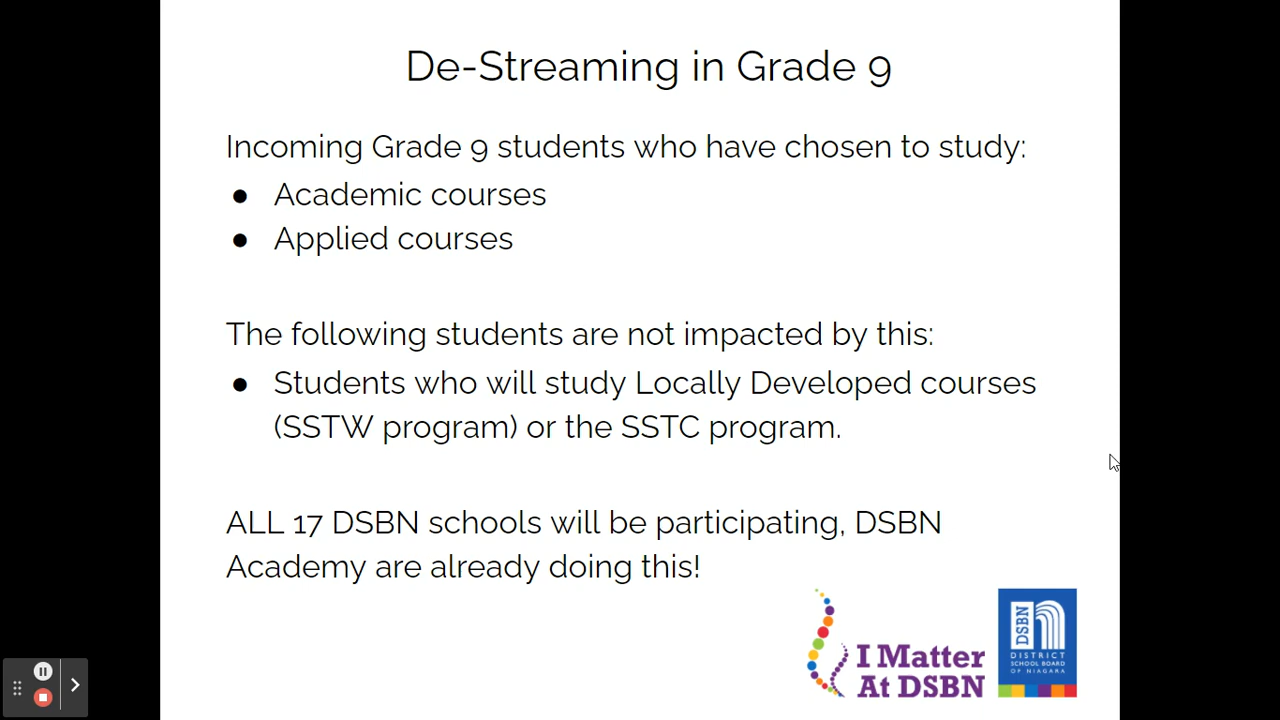 De-Streaming in Grade 9
Incoming Grade 9 students who have chosen to study:
● Academic courses
● Applied courses
The following students are not impacted by this:
● Students who will study Locally Developed courses
(SSTW program) or the SSTC program.
ALL 17 DSBN schools will be participating, DSBN
Academy are already doing this!
I Matter
At DSBN
DSBN
DISTRICT
SCHOOL BOARD
OF NIAGARA